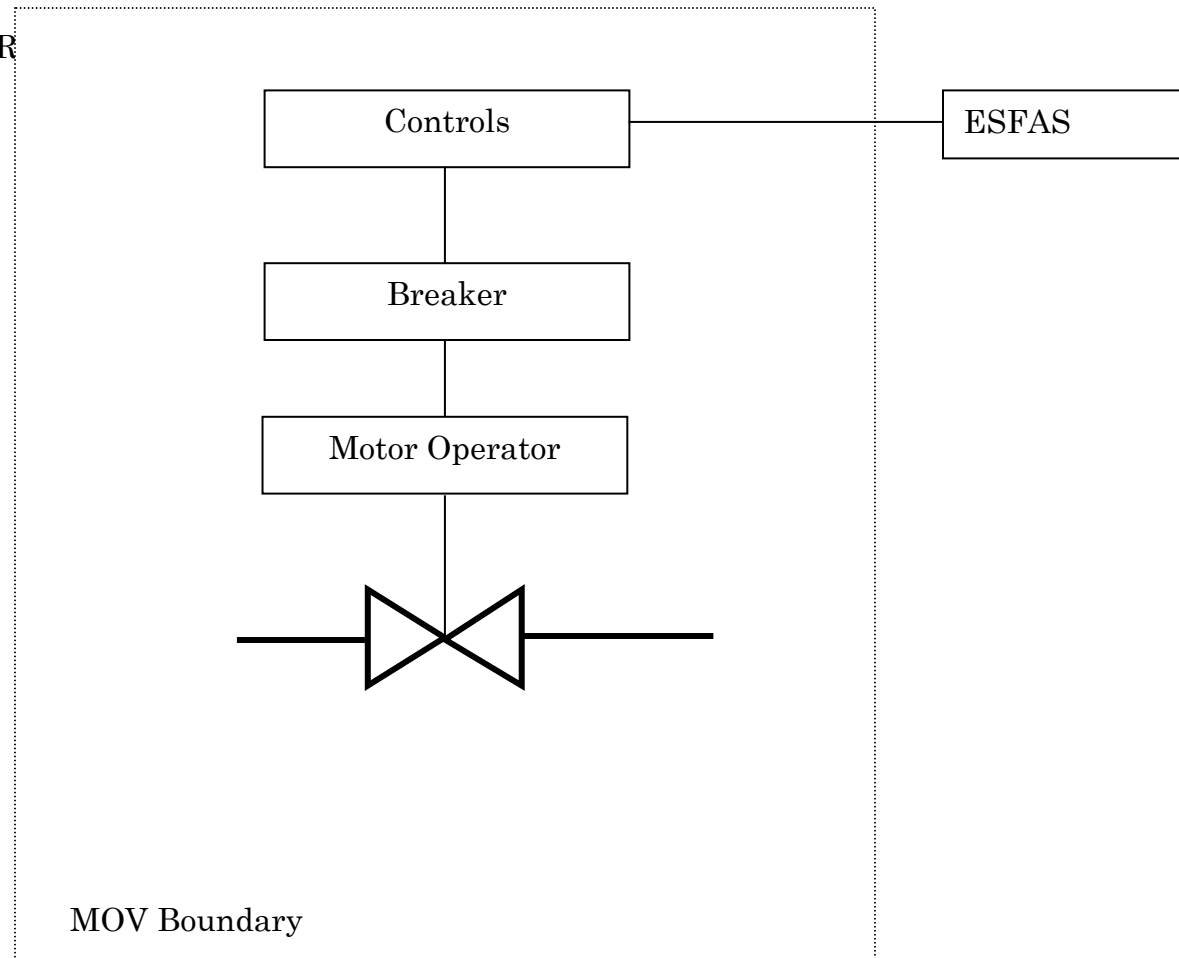 R
Controls
ESFAS
Breaker
Motor Operator
MOV Boundary